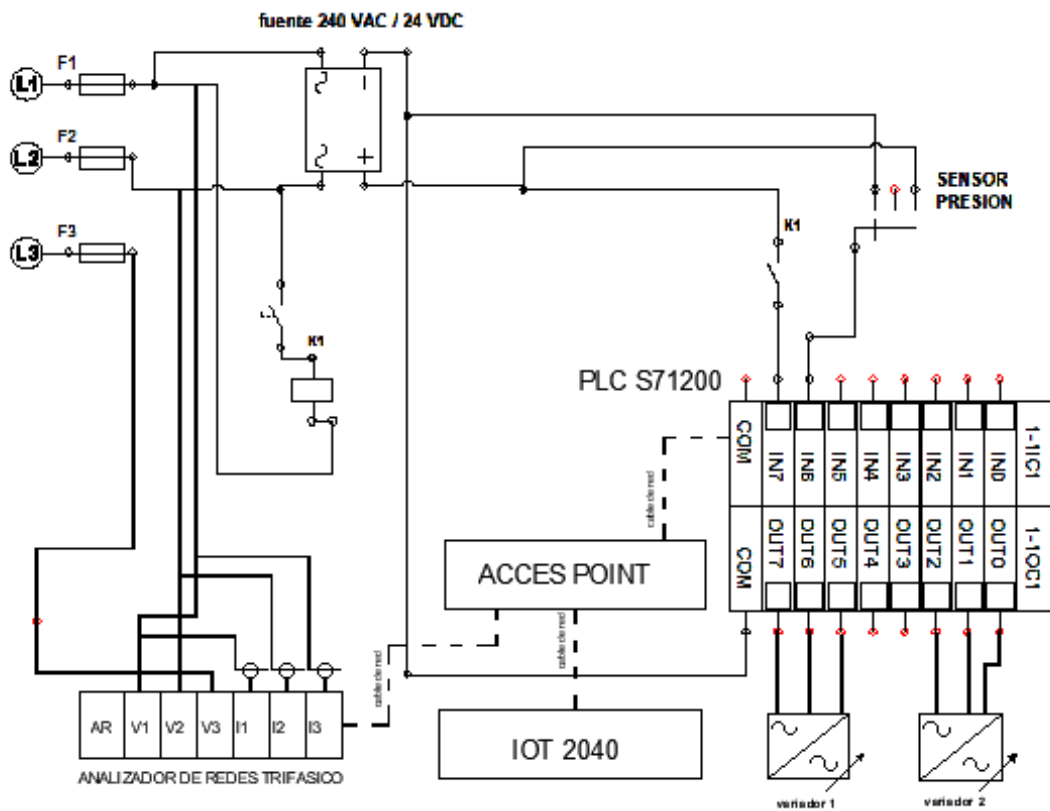 fuente 240 VAC / 24 VDC
F1
L1
F2
L2
F3
L3
SENSOR
PRESION
K1
K1
PLC S71200
COM
IN7
IN6
IN5
IN4
IN3
IN2
IN1
IN0
1-1IC1
COM
OUT7
OUT6
OUT5
OUT4
OUT3
OUT2
OUT1
OUT0
1-1OC1
cable de red
ACCES POINT
cable de red
cable de red
IOT 2040
AR
V1
V2
V3
I1
I2
I3
ANALIZADOR DE REDES TRIFASICO
variador 1
variador 2